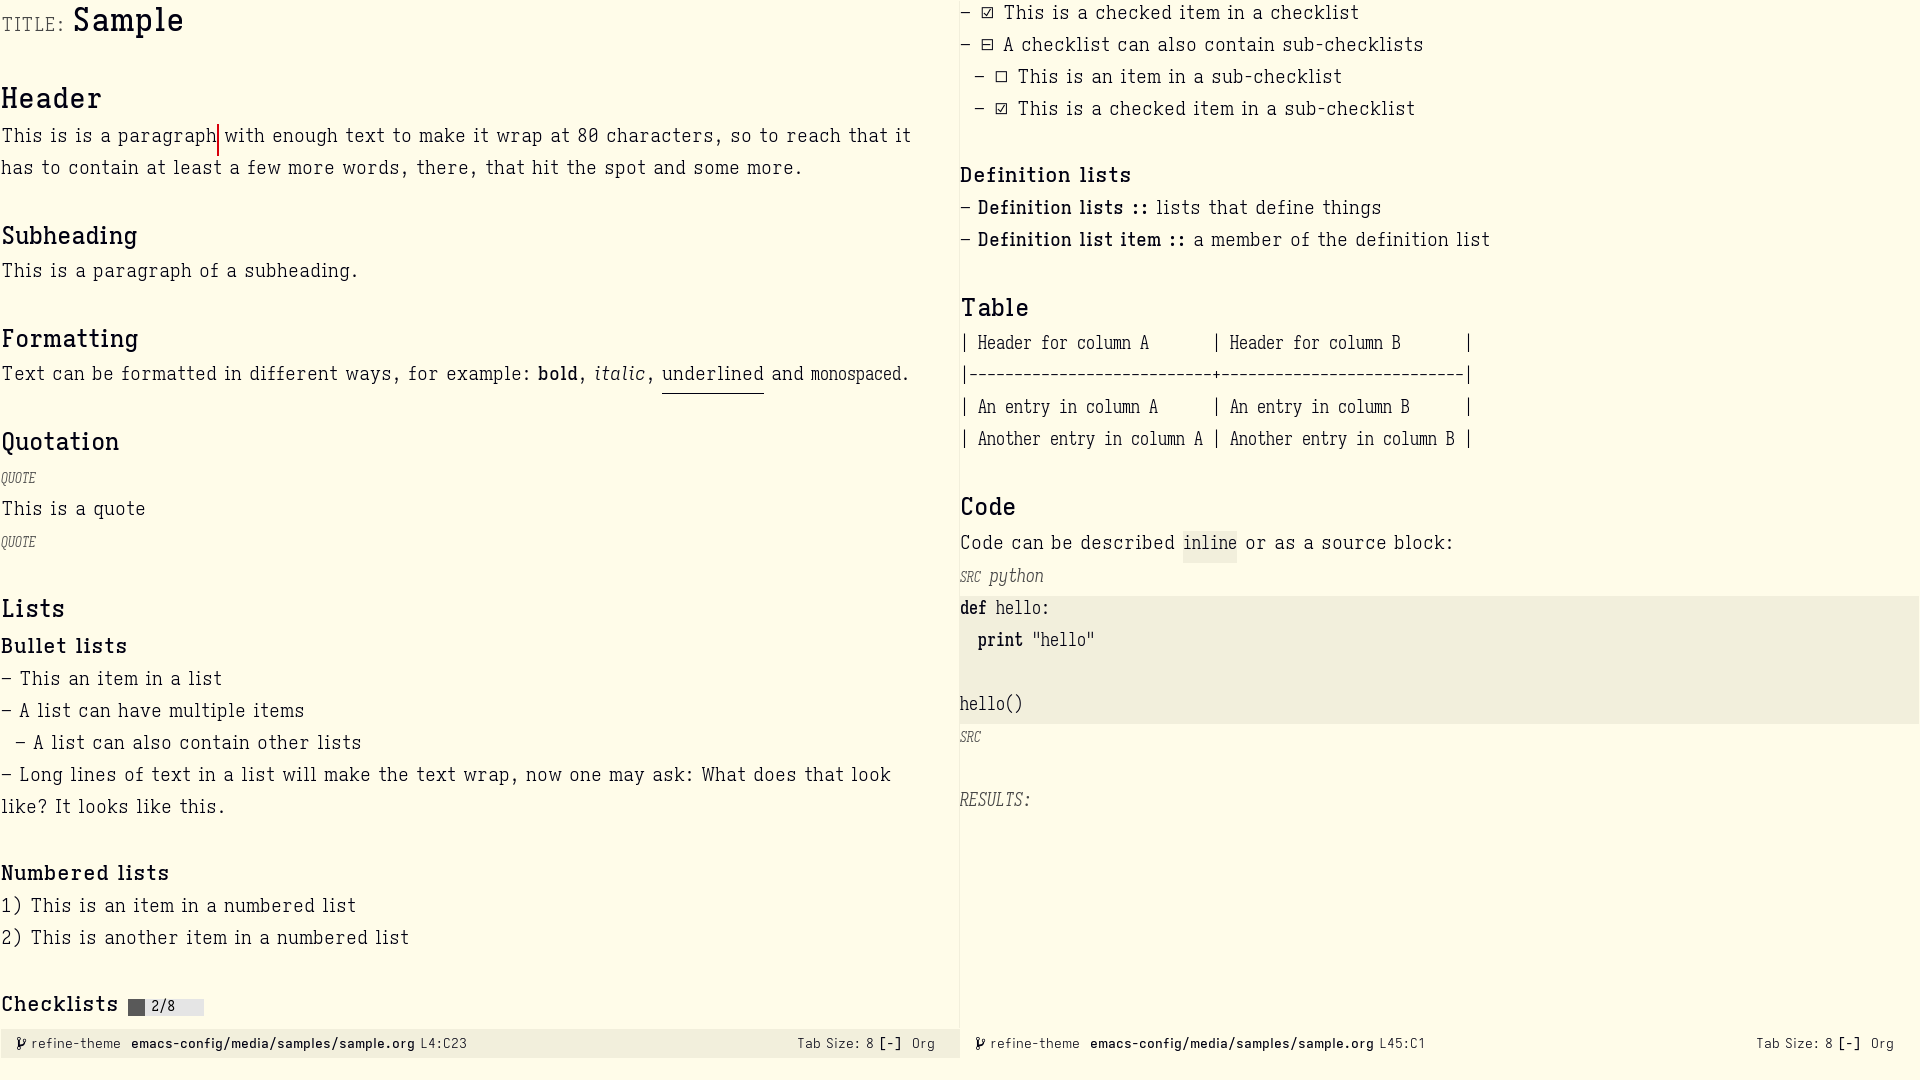 TITLE: Sample
Header
This is is a paragraph with enough text to make it wrap at 80 characters, so to reach that it
has to contain at least a few more words, there, that hit the spot and some more.
Subheading
This is a paragraph of a subheading.
Formatting
Text can be formatted in different ways, for example: bold, italic, underlined and monospaced.
Quotation
QUOTE
This is a quote
QUOTE
Lists
Bullet lists
– This an item in a list
– A list can have multiple items
– A list can also contain other lists
– Long lines of text in a list will make the text wrap, now one may ask: What does that look
like? It looks like this.
Numbered lists
1) This is an item in a numbered list
2) This is another item in a numbered list
Checklists 2/8
refine-theme emacs-config/media/samples/sample.org L4:C23 Tab Size: 8 [-] Org
– ☑ This is a checked item in a checklist
– ⊟ A checklist can also contain sub-checklists
– ☐ This is an item in a sub-checklist
– ☑ This is a checked item in a sub-checklist
Definition lists
– Definition lists :: lists that define things
– Definition list item :: a member of the definition list
Table
| Header for column A | Header for column B |
|---------------------------+---------------------------|
| An entry in column A | An entry in column B |
| Another entry in column A | Another entry in column B |
Code
Code can be described inline or as a source block:
SRC python
def hello:
print "hello"
hello()
SRC
RESULTS:
refine-theme emacs-config/media/samples/sample.org L45:C1 Tab Size: 8 [-] Org